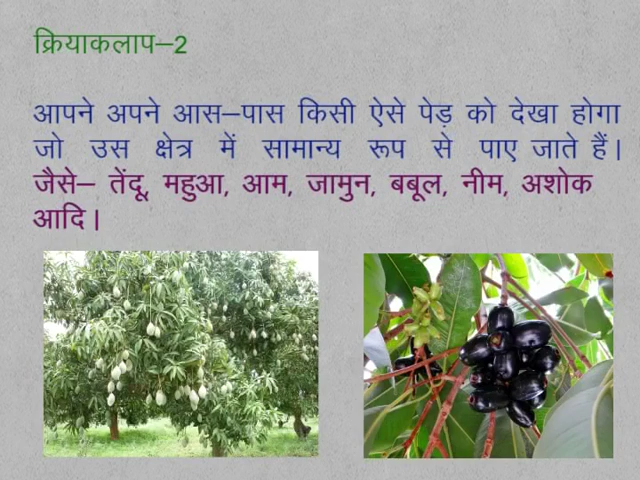 क्रियाकलाप–2
आपने अपने आस–पास किसी ऐसे पेड़ को देखा होगा
जो उस क्षेत्र में सामान्य रूप से पाए जाते हैं।
जैसे– तेंदू, महुआ, आम, जामुन, बबूल, नीम, अशोक
आदि।